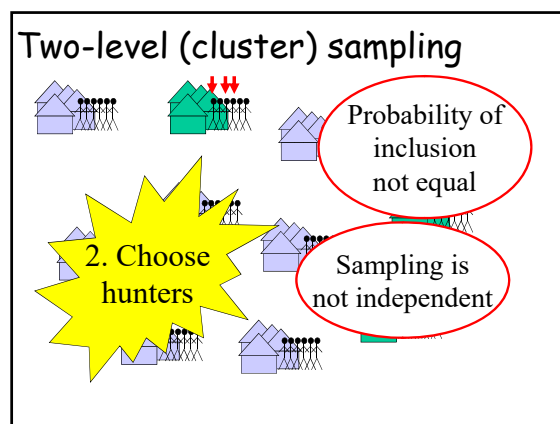 Two-level (cluster) sampling
Probability of
inclusion
not equal
2. Choose
hunters
Sampling is
not independent